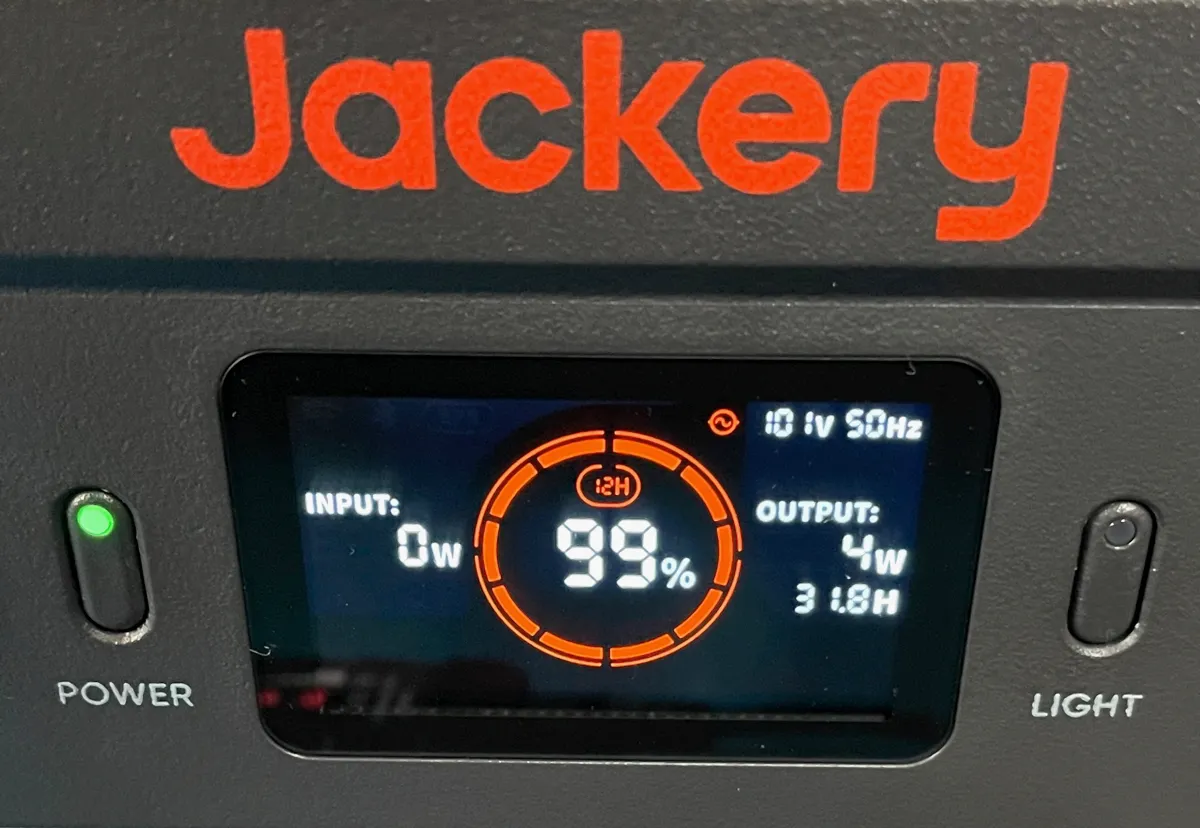 Jackery
101V 50Hz
12H
INPUT:
0W
99%
OUTPUT:
4W
31.8H
POWER
LIGHT